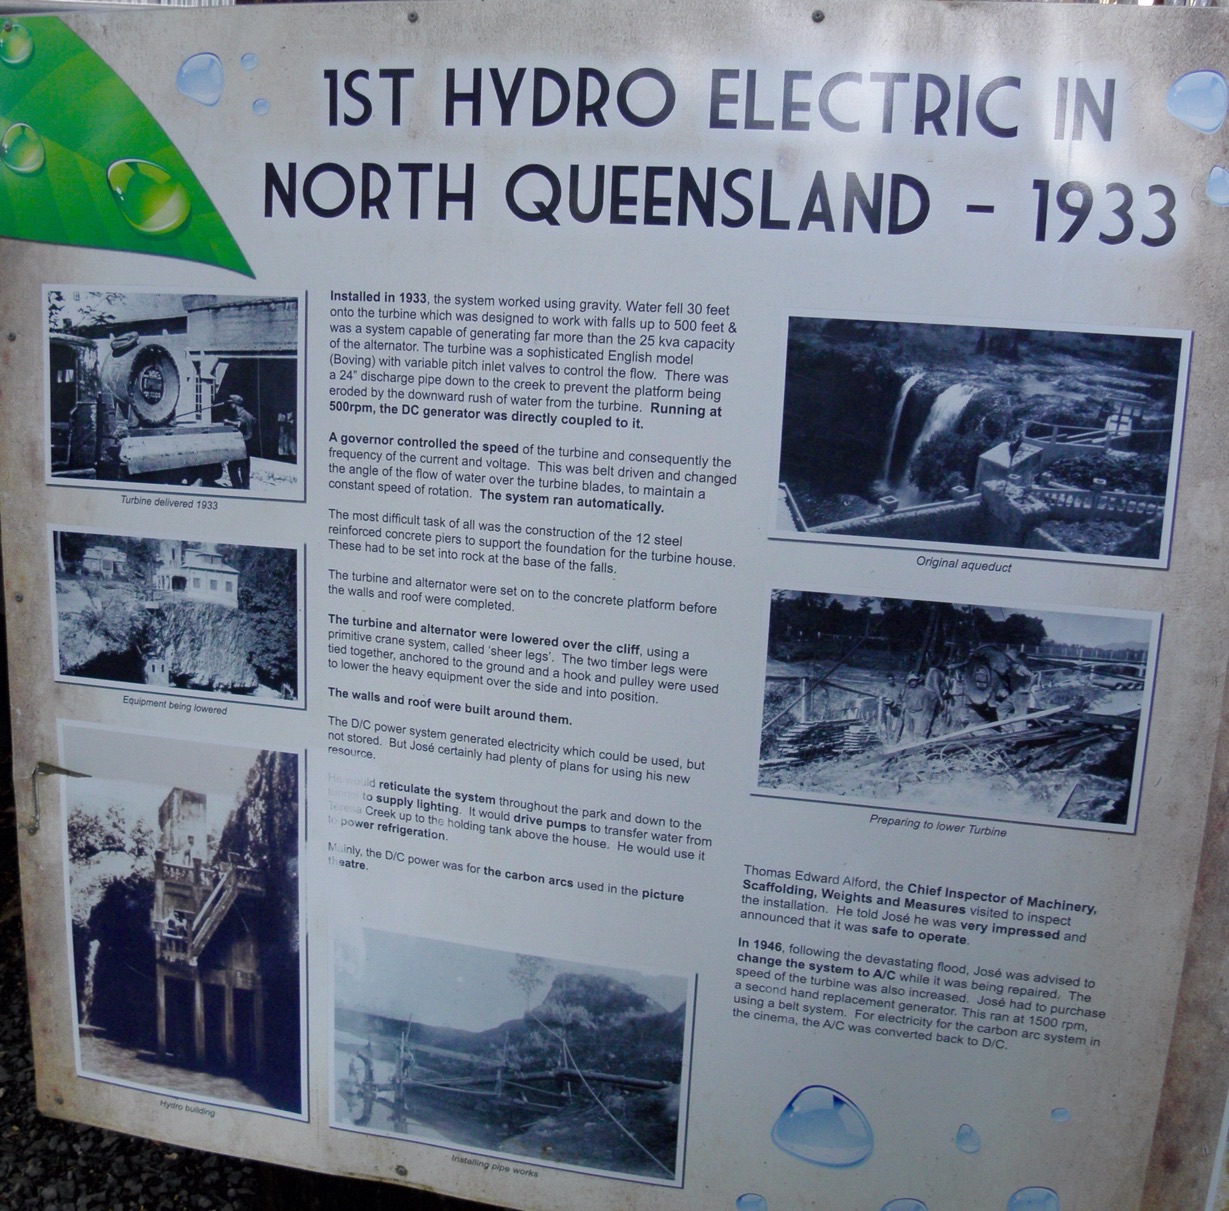 1ST HYDRO ELECTRIC IN
NORTH QUEENSLAND - 1933
Turbine delivered 1933
Equipment being lowered
Hydro building
Installed in 1933, the system worked using gravity. Water fell 30 feet
onto the turbine which was designed to work with falls up to 500 feet &
was a system capable of generating far more than the 25 kva capacity
of the alternator. The turbine was a sophisticated English model
(Boving) with variable pitch inlet valves to control the flow. There was
a 24" discharge pipe down to the creek to prevent the platform being
eroded by the downward rush of water from the turbine. Running at
500rpm, the DC generator was directly coupled to it.
A governor controlled the speed of the turbine and consequently the
frequency of the current and voltage. This was belt driven and changed
the angle of the flow of water over the turbine blades, to maintain a
constant speed of rotation. The system ran automatically.
The most difficult task of all was the construction of the 12 steel
reinforced concrete piers to support the foundation for the turbine house.
These had to be set into rock at the base of the falls.
The turbine and alternator were set on to the concrete platform before
the walls and roof were completed.
The turbine and alternator were lowered over the cliff, using a
primitive crane system, called 'sheer legs'. The two timber legs were
tied together, anchored to the ground and a hook and pulley were used
to lower the heavy equipment over the side and into position.
The walls and roof were built around them.
The D/C power system generated electricity which could be used, but
not stored. But José certainly had plenty of plans for using his new
resource.
He would reticulate the system throughout the park and down to the
tunnel to supply lighting. It would drive pumps to transfer water from
Teresa Creek up to the holding tank above the house. He would use it
to power refrigeration.
Mainly, the D/C power was for the carbon arcs used in the picture
theatre.
Installing pipe works
Original aqueduct
Preparing to lower Turbine
Thomas Edward Alford, the Chief Inspector of Machinery,
Scaffolding, Weights and Measures visited to inspect
the installation. He told José he was very impressed and
announced that it was safe to operate.
In 1946, following the devastating flood, José was advised to
change the system to A/C while it was being repaired. The
speed of the turbine was also increased. José had to purchase
a second hand replacement generator. This ran at 1500 rpm,
using a belt system. For electricity for the carbon arc system in
the cinema, the A/C was converted back to D/C.